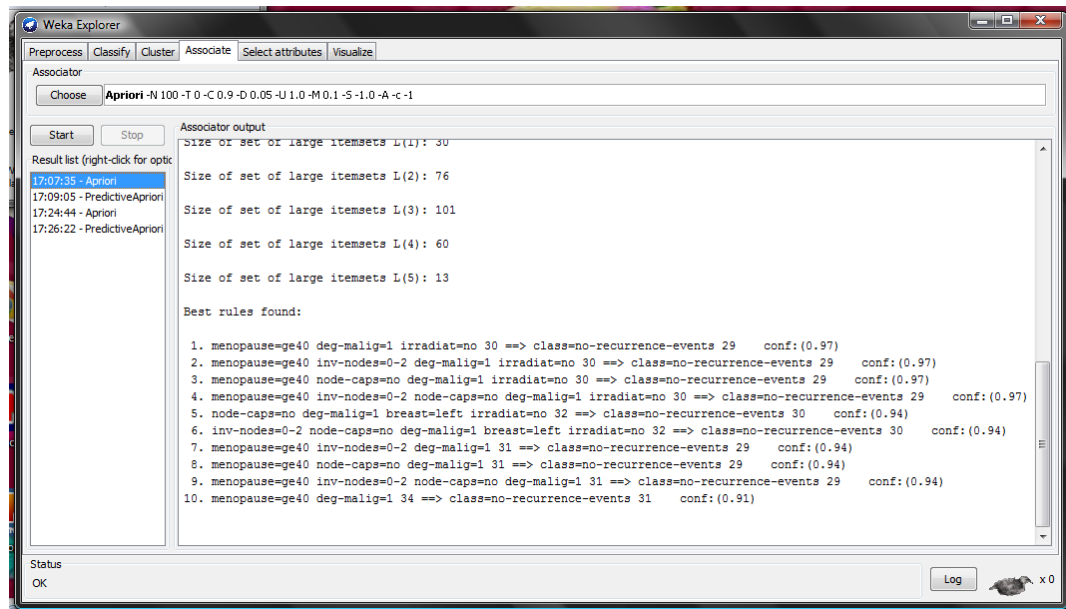 Weka Explorer
Preprocess Classify Cluster Associate Select attributes Visualize
Associator
Choose Apriori -N 100 -T 0 -C 0.9 -D 0.05 -U 1.0 -M 0.1 -S -1.0 -A -c -1
Start Stop
Result list (right-click for optic
17:07:35 - Apriori
17:09:05 - PredictiveApriori
17:24:44 - Apriori
17:26:22 - PredictiveApriori
Associator output
Size of set of large itemsets L(1): 30
Size of set of large itemsets L(2): 76
Size of set of large itemsets L(3): 101
Size of set of large itemsets L(4): 60
Size of set of large itemsets L(5): 13
Best rules found:
1. menopause=ge40 deg-malig=1 irradiat=no 30 ==> class=no-recurrence-events 29 conf:(0.97)
2. menopause=ge40 inv-nodes=0-2 deg-malig=1 irradiat=no 30 ==> class=no-recurrence-events 29 conf:(0.97)
3. menopause=ge40 node-caps=no deg-malig=1 irradiat=no 30 ==> class=no-recurrence-events 29 conf:(0.97)
4. menopause=ge40 inv-nodes=0-2 node-caps=no deg-malig=1 irradiat=no 30 ==> class=no-recurrence-events 29 conf:(0.97)
5. node-caps=no deg-malig=1 breast=left irradiat=no 32 ==> class=no-recurrence-events 30 conf:(0.94)
6. inv-nodes=0-2 node-caps=no deg-malig=1 breast=left irradiat=no 32 ==> class=no-recurrence-events 30 conf:(0.94)
7. menopause=ge40 inv-nodes=0-2 deg-malig=1 31 ==> class=no-recurrence-events 29 conf:(0.94)
8. menopause=ge40 node-caps=no deg-malig=1 31 ==> class=no-recurrence-events 29 conf:(0.94)
9. menopause=ge40 inv-nodes=0-2 node-caps=no deg-malig=1 31 ==> class=no-recurrence-events 29 conf:(0.94)
10. menopause=ge40 deg-malig=1 34 ==> class=no-recurrence-events 31 conf:(0.91)
Status
OK
Log x 0